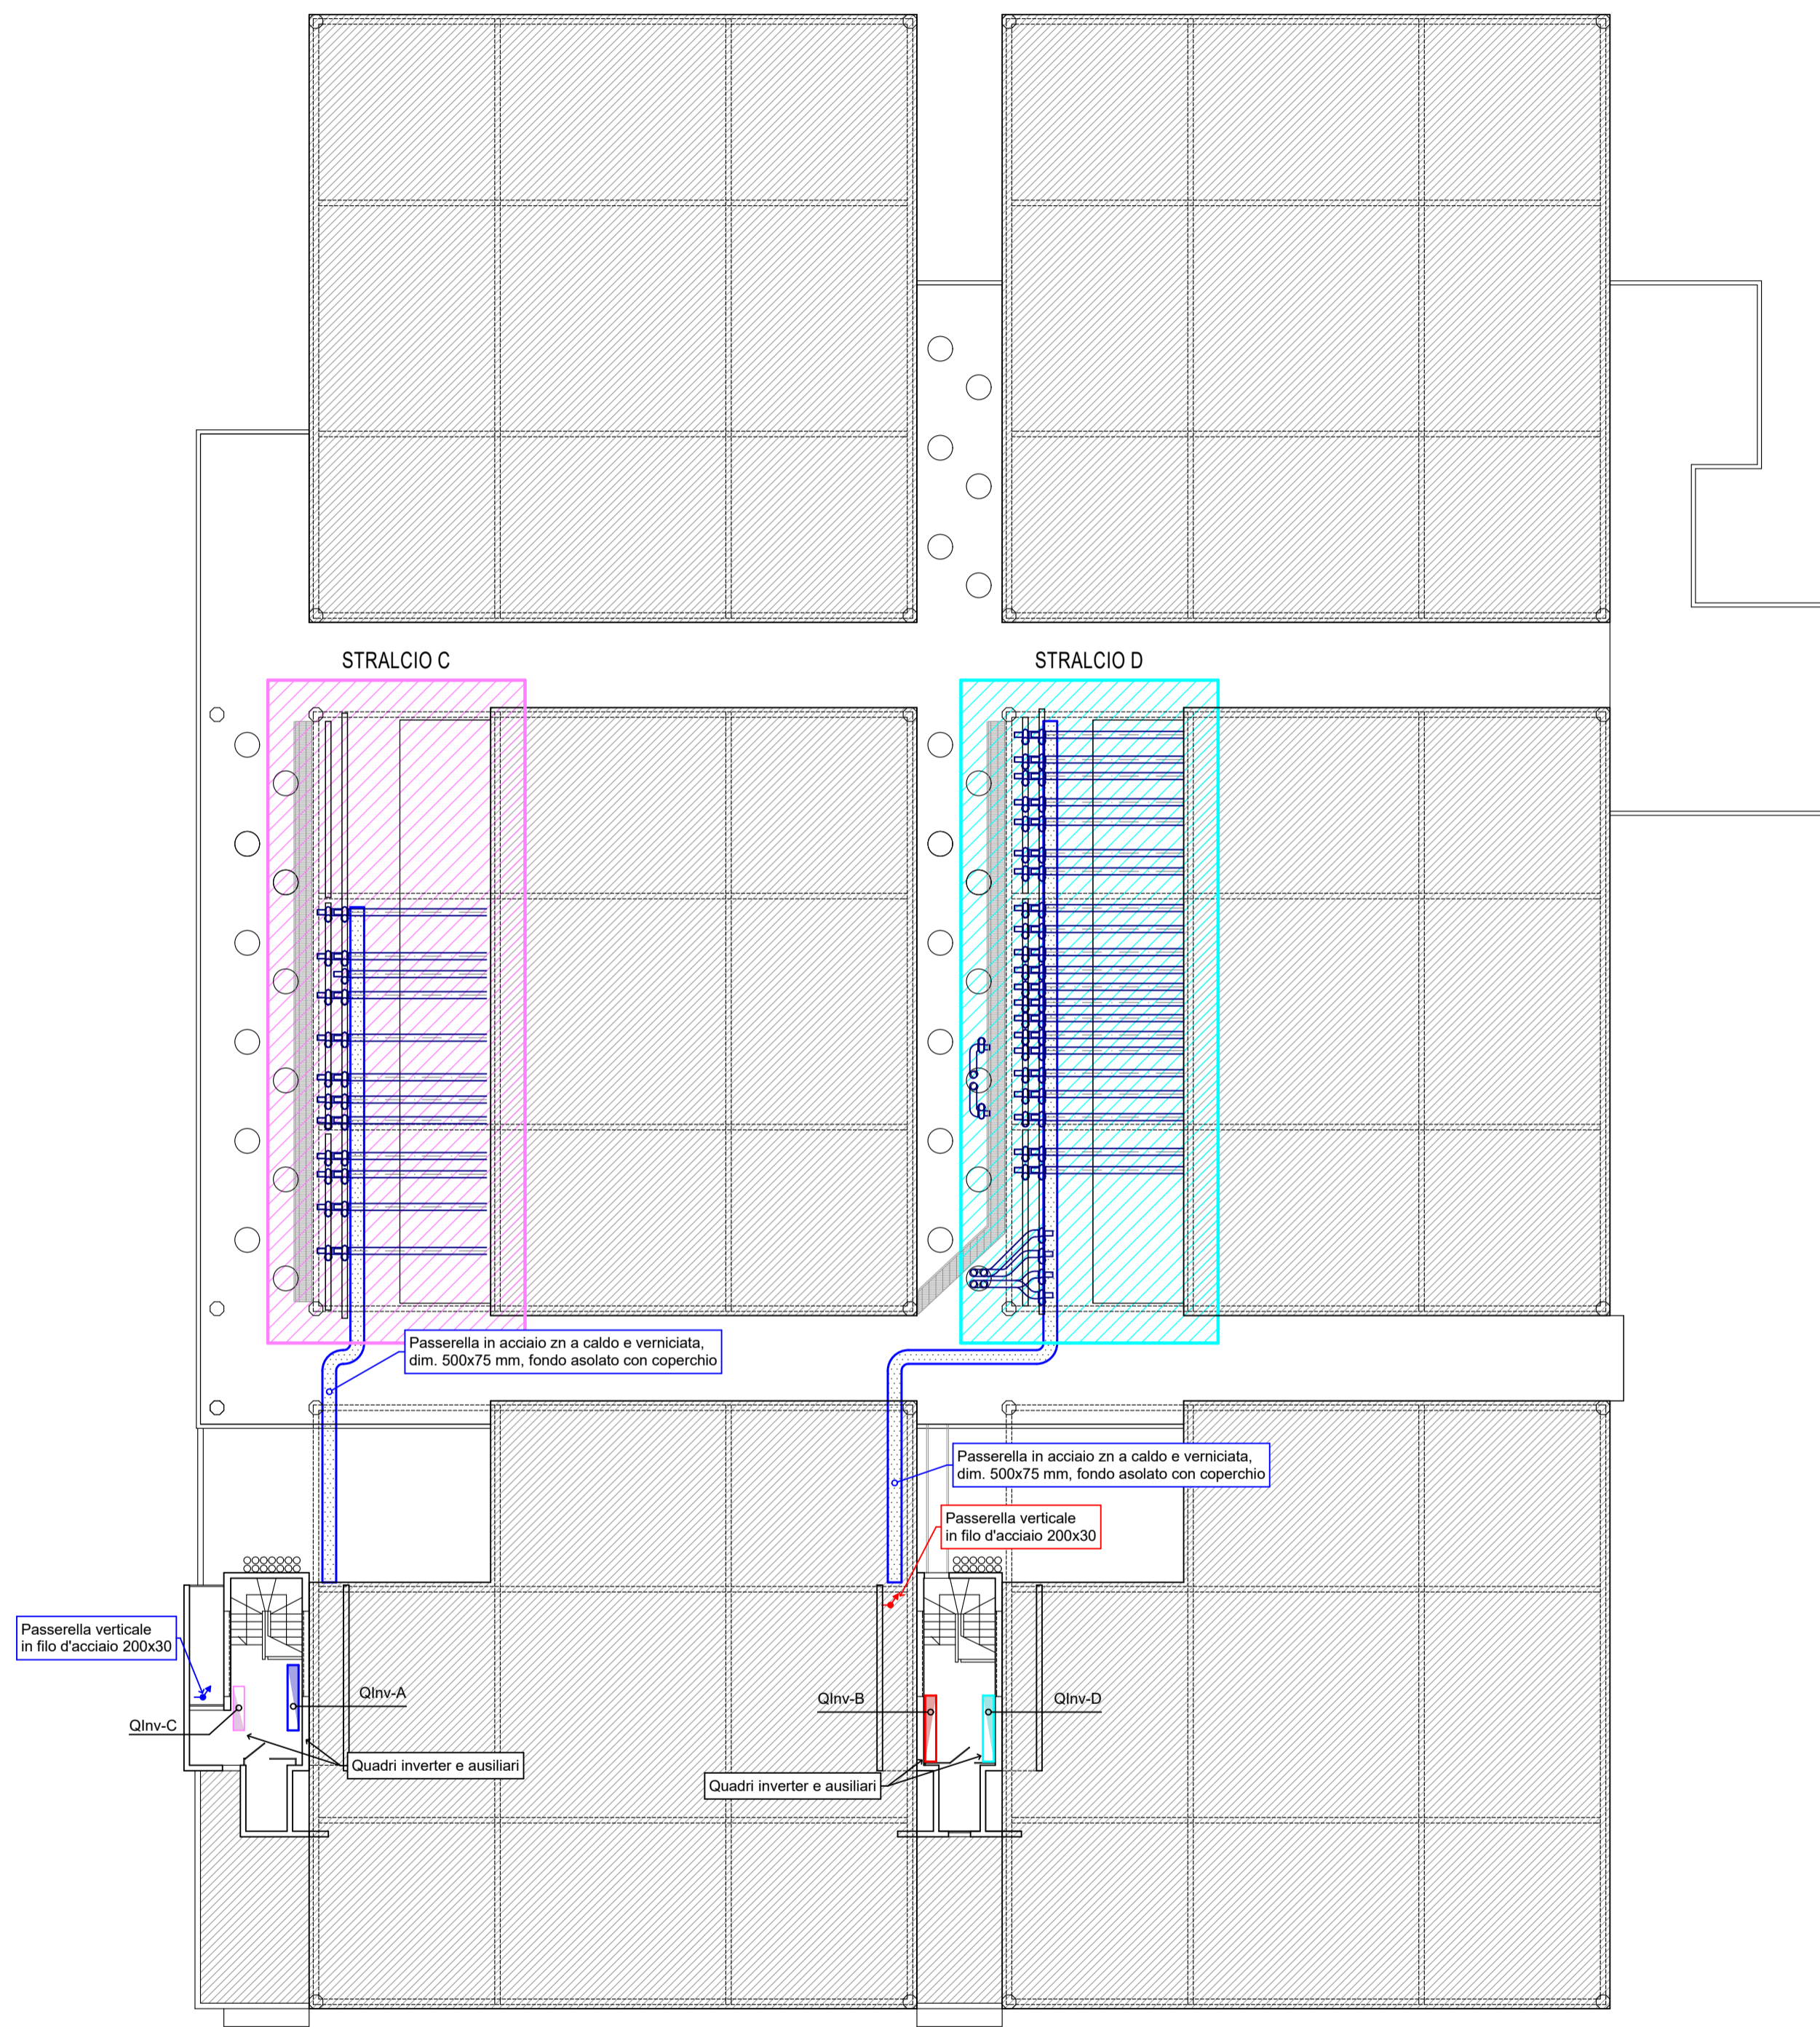 STRALCIO C
STRALCIO D
Passerella in acciaio zn a caldo e verniciata,
dim. 500x75 mm, fondo asolato con coperchio
Passerella in acciaio zn a caldo e verniciata,
dim. 500x75 mm, fondo asolato con coperchio
Passerella verticale
in filo d'acciaio 200x30
Passerella verticale
in filo d'acciaio 200x30
QInv-A
QInv-B
QInv-D
QInv-C
Quadri inverter e ausiliari
Quadri inverter e ausiliari